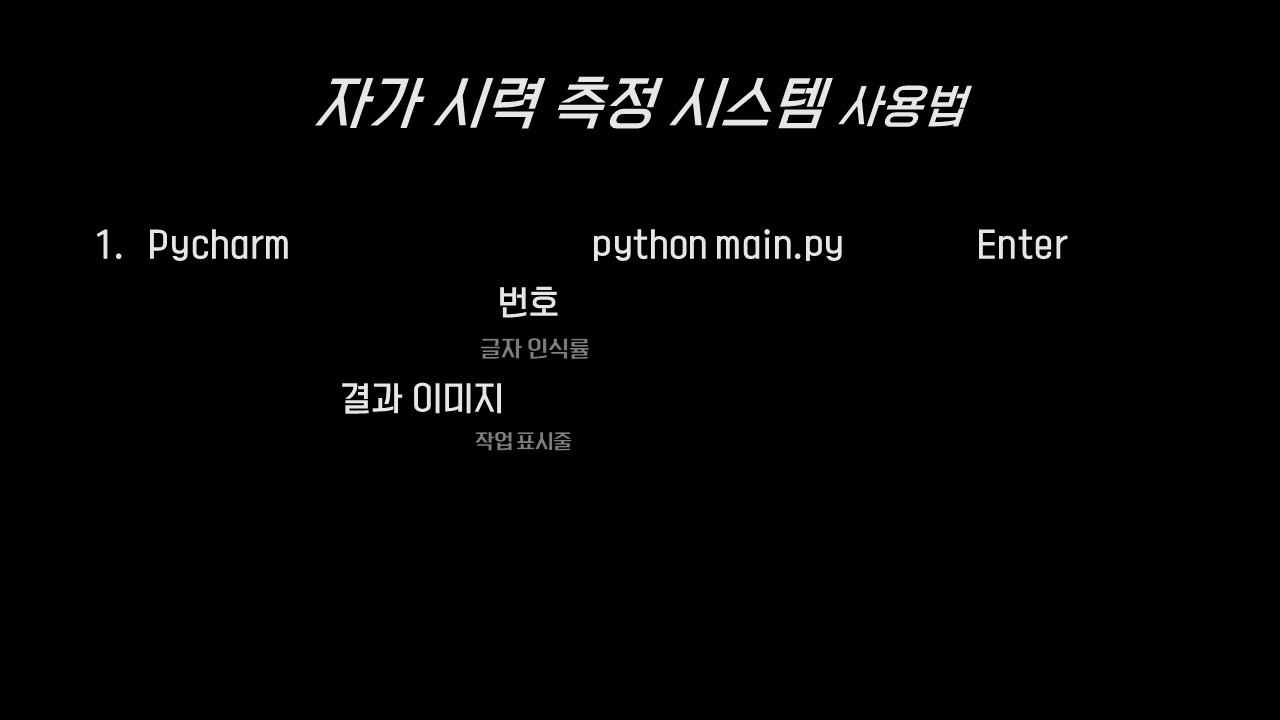 자가 시력 측정 시스템 사용법
1. Pycharm python main.py Enter
번호
글자 인식률
결과 이미지
작업 표시줄